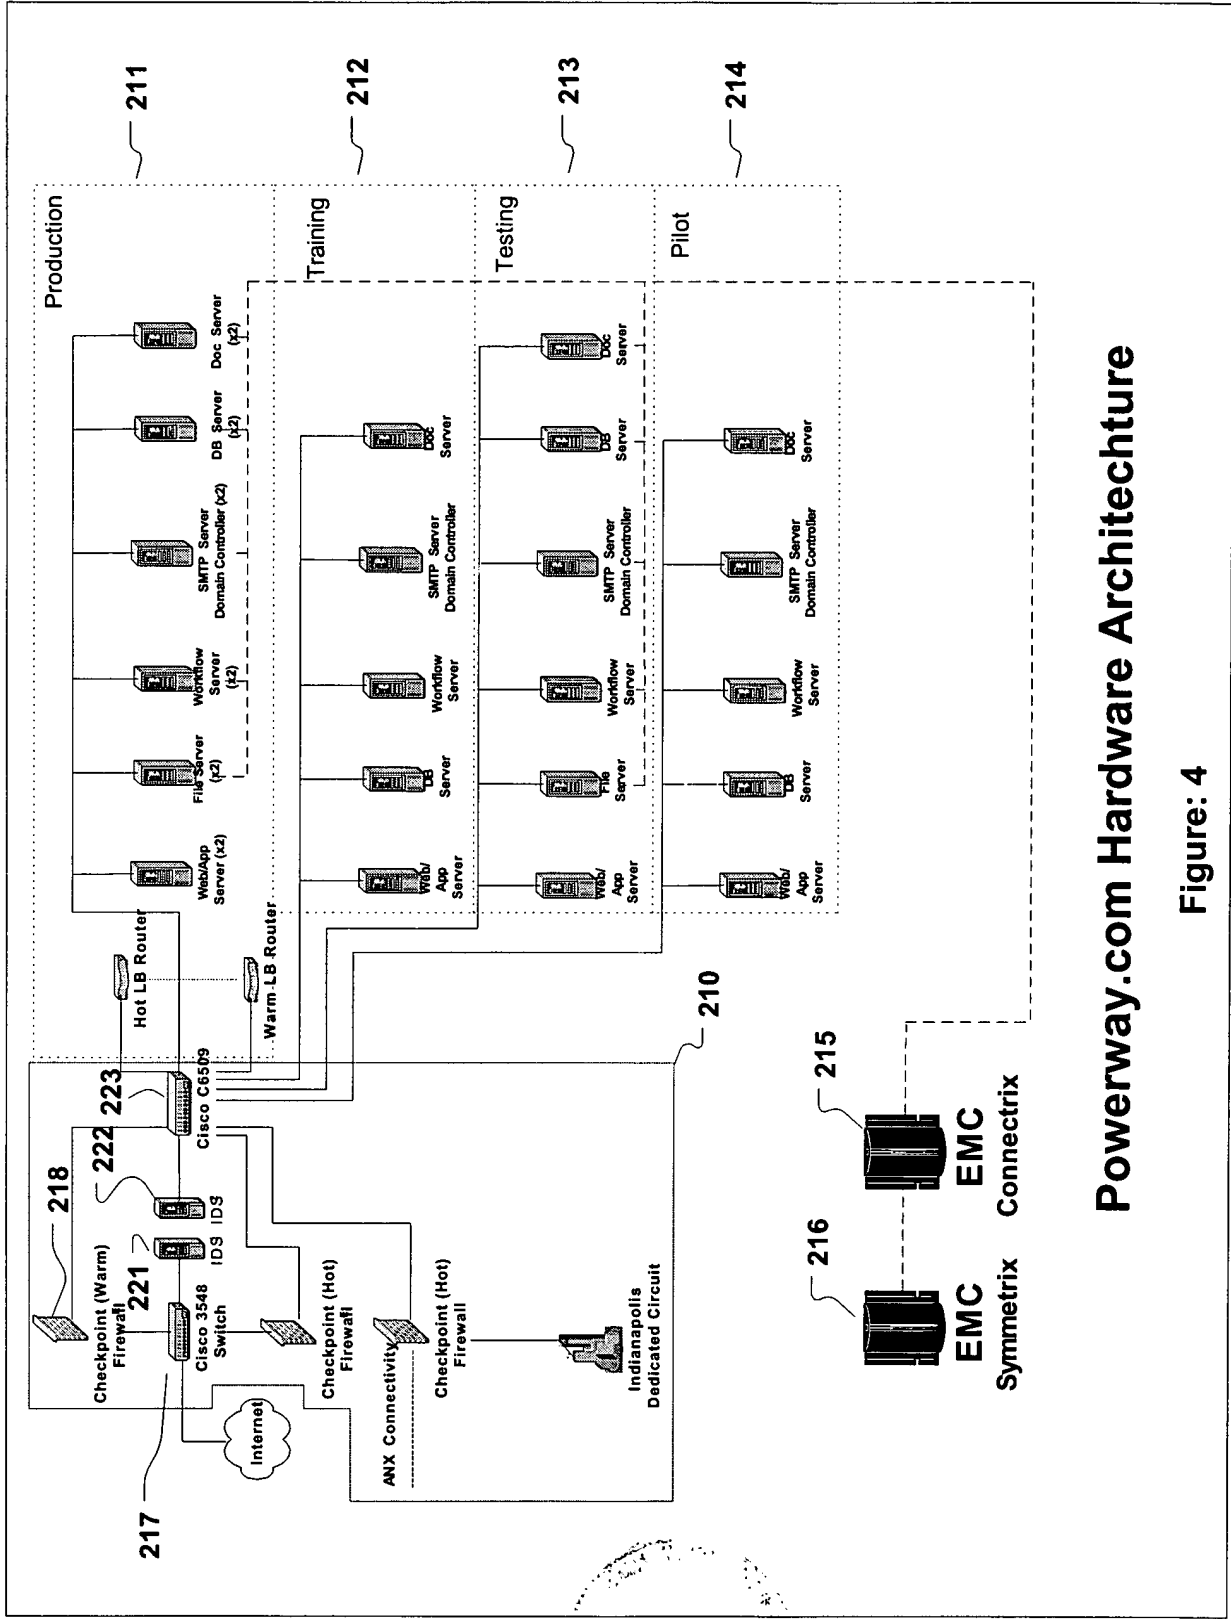 211
212
213
214
Production
Web/App
Server (x2)
File Server
(x2)
Workflow
Server
(x2)
SMTP Server
Domain Controller (x2)
DB Server
(x2)
Doc Server
(x2)
Hot LB Router
Warm LB Router
Training
Web/
App
Server
DB
Server
Workflow
Server
SMTP Server
Domain Controller
Doc
Server
Testing
Web/
App
Server
File
Server
Workflow
Server
SMTP Server
Domain Controller
DB
Server
Doc
Server
Pilot
Web/
App
Server
DB
Server
Workflow
Server
SMTP Server
Domain Controller
Doc
Server
218
222
223
221
217
210
Checkpoint (Warm)
Firewall
IDS
IDS
Cisco C6509
Cisco 3548
Switch
Internet
Checkpoint (Hot)
Firewall
ANX Connectivity
Checkpoint (Hot)
Firewall
Indianapolis
Dedicated Circuit
216
215
EMC
Symmetrix
EMC
Connectrix
Powerway.com Hardware Architechture
Figure: 4